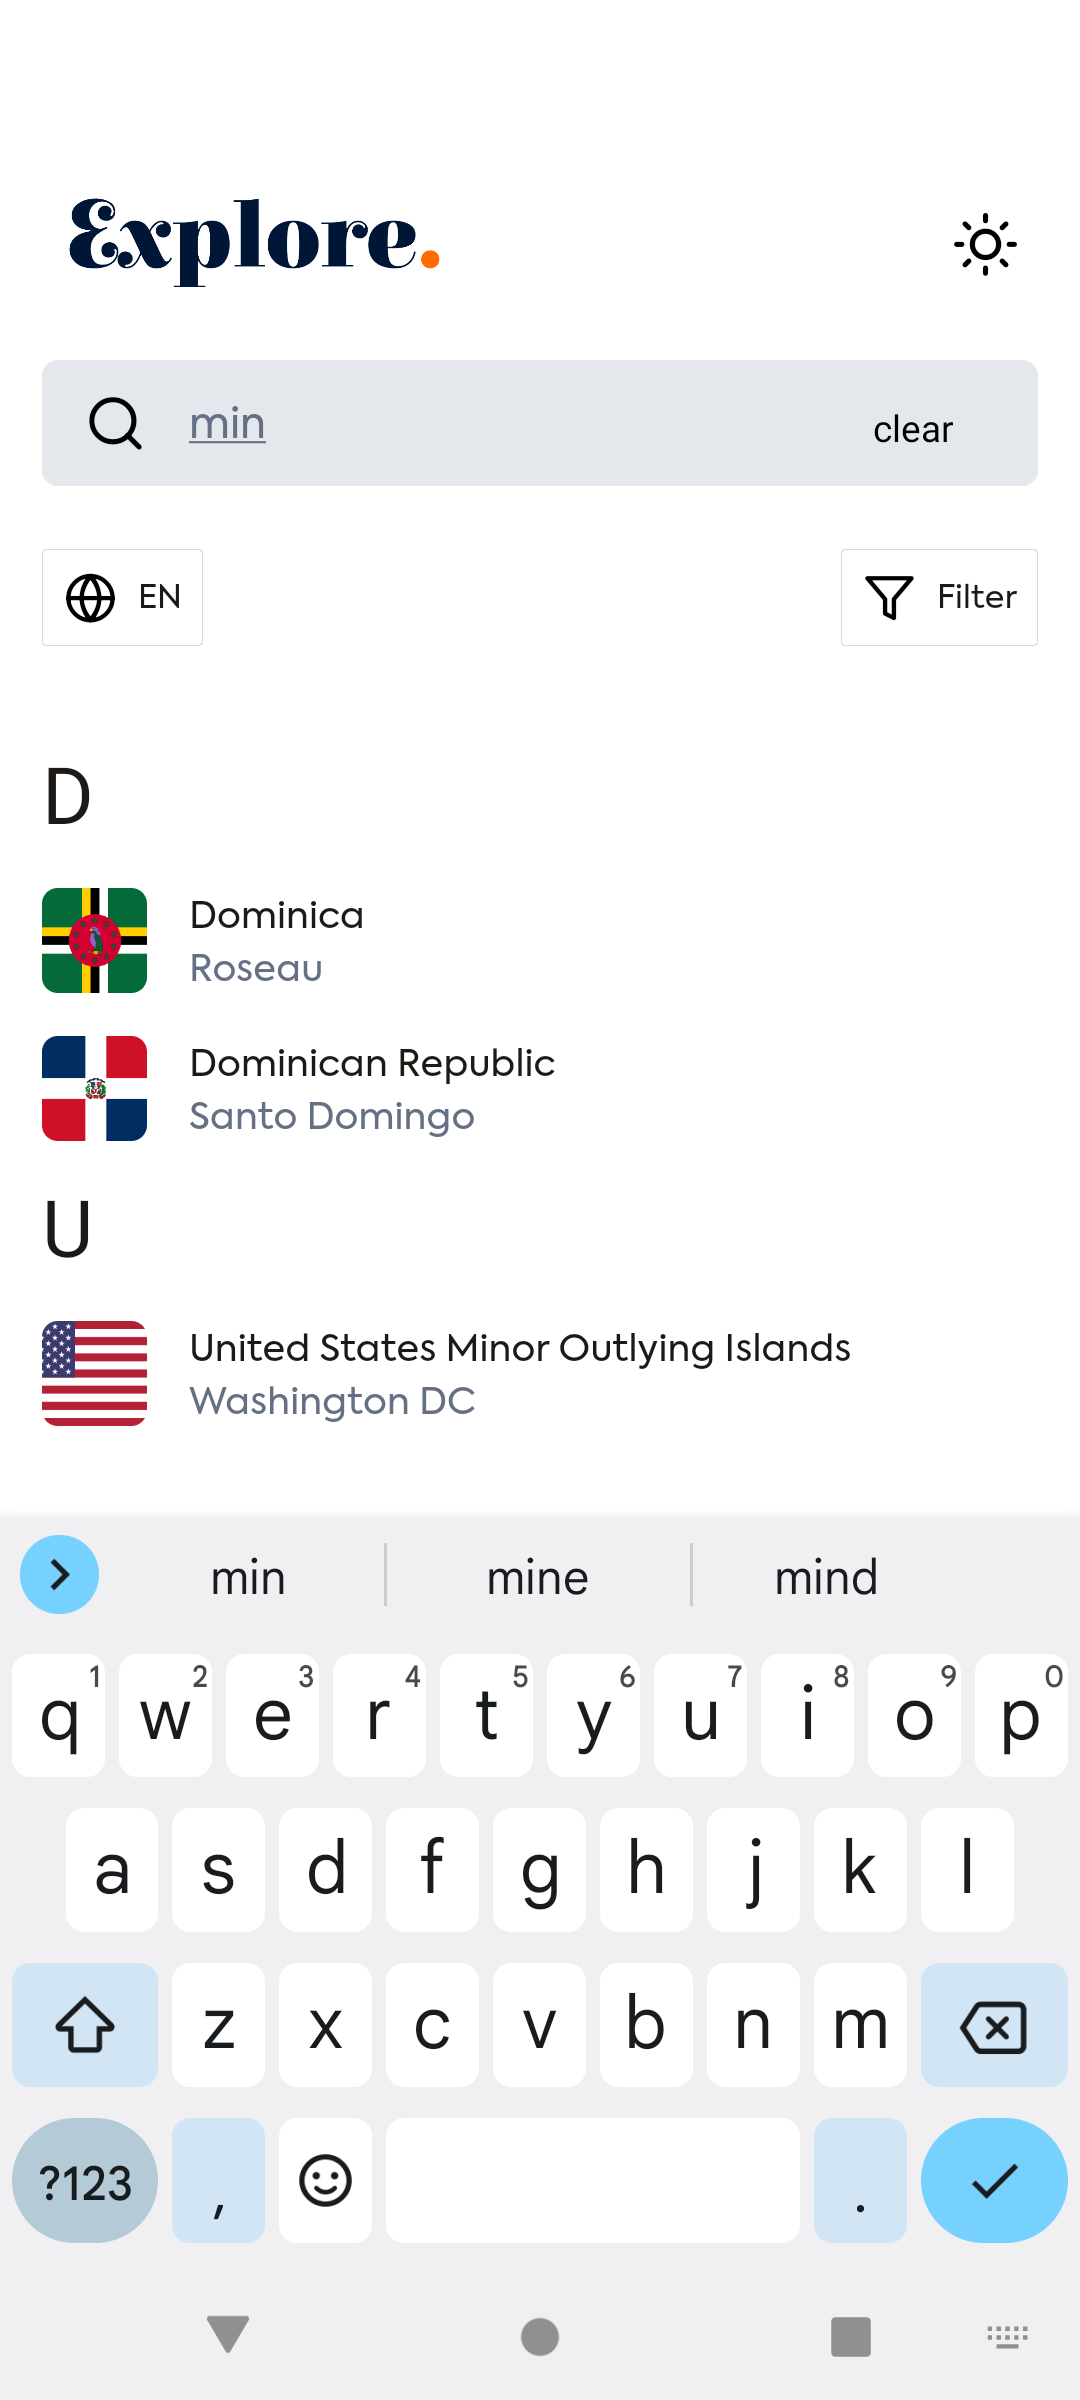 Explore.
min
clear
EN
Filter
D
Dominica
Roseau
Dominican Republic
Santo Domingo
U
United States Minor Outlying Islands
Washington DC
min mine mind
q 1 w 2 e 3 r 4 t 5 y 6 u 7 i 8 o 9 p 0
a s d f g h j k l
z x c v b n m
?123 , .